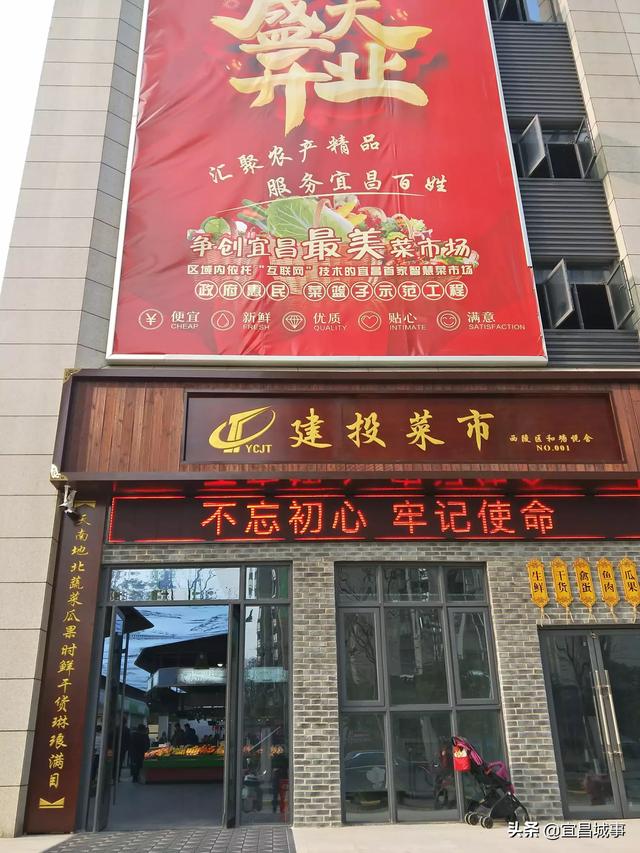 盛大
开业
汇聚农产精品
服务宜昌百姓
争创宜昌最美菜市场
区域内依托“互联网”技术的宜昌首家智慧菜市场
政府惠民 菜篮子示范工程
¥ 便宜 CHEAP 新鲜 FRESH 优质 QUALITY 贴心 INTIMATE 满意 SATISFACTION
YCJT 建投菜市 西陵区和塘悦舍
NO.001
不忘初心 牢记使命
天南地北蔬菜瓜果时鲜干货琳琅满目
生鲜 干货 禽蛋 鱼肉 瓜果
头条 @宜昌城事